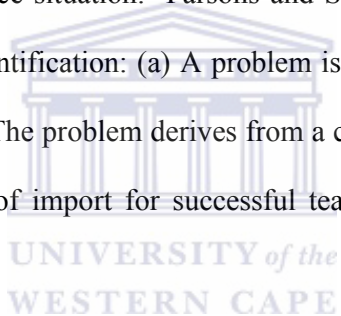 situation. Parsons and S
ntification: (a) A problem is
The problem derives from a c
of import for successful tea
UNIVERSITY of the
WESTERN CAPE